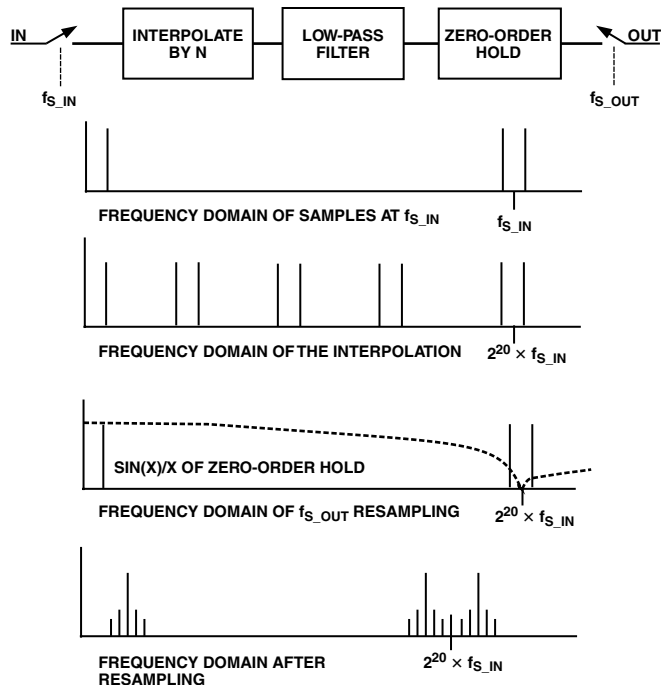 IN
INTERPOLATE
BY N
LOW-PASS
FILTER
ZERO-ORDER
HOLD
OUT
fS_IN
fS_OUT
FREQUENCY DOMAIN OF SAMPLES AT fS_IN
fS_IN
FREQUENCY DOMAIN OF THE INTERPOLATION
2²⁰ × fS_IN
SIN(X)/X OF ZERO-ORDER HOLD
FREQUENCY DOMAIN OF fS_OUT RESAMPLING
2²⁰ × fS_IN
FREQUENCY DOMAIN AFTER
RESAMPLING
2²⁰ × fS_IN